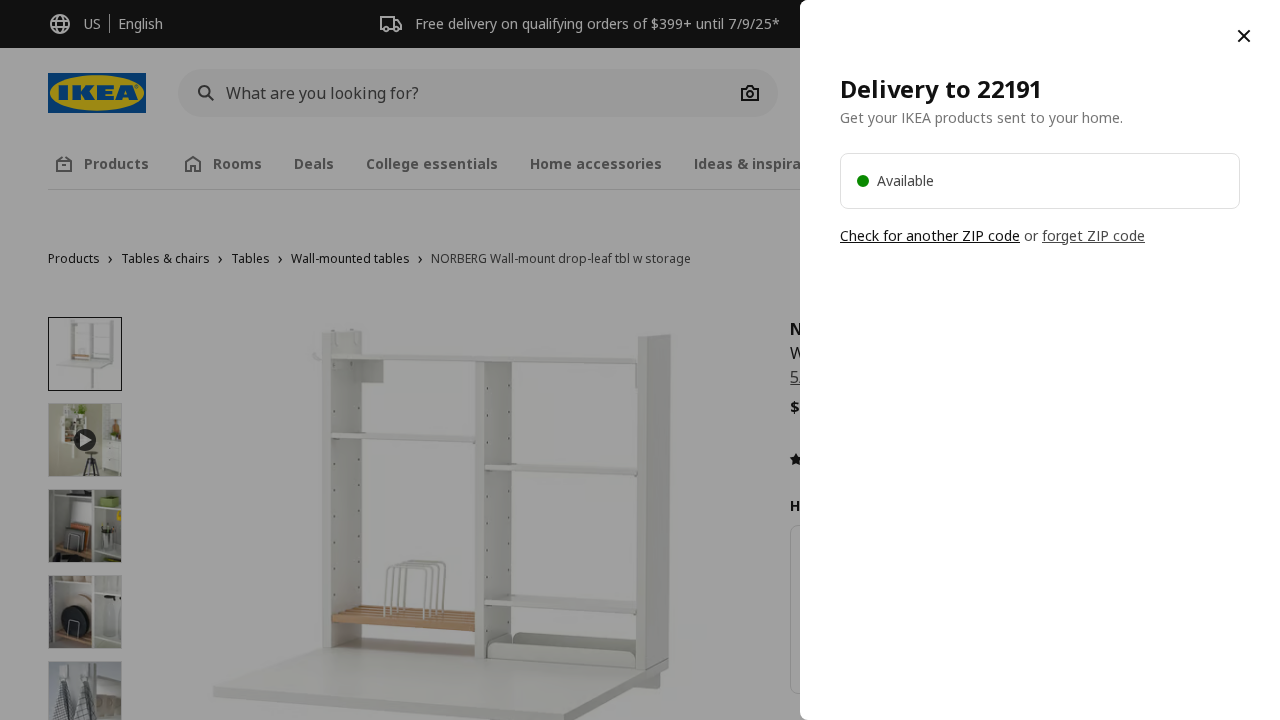 US
English
Free delivery on qualifying orders of $399+ until 7/9/25*
IKEA
What are you looking for?
Products
Rooms
Deals
College essentials
Home accessories
Ideas & inspira
Products › Tables & chairs › Tables › Wall-mounted tables › NORBERG Wall-mount drop-leaf tbl w storage
N
W
5
$
H
Delivery to 22191
Get your IKEA products sent to your home.
Available
Check for another ZIP code or forget ZIP code